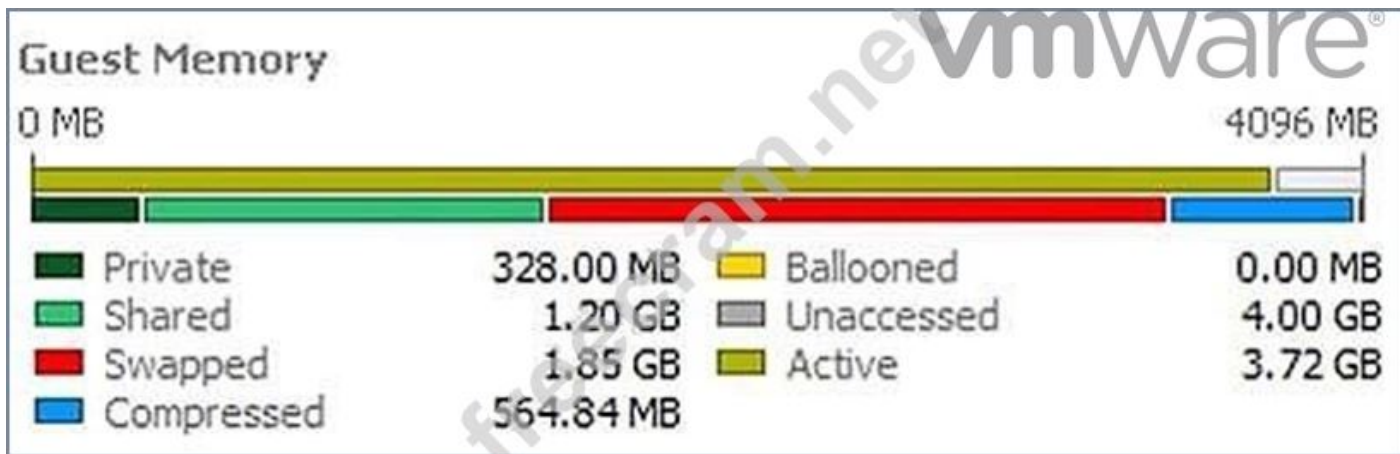 vmware®
Guest Memory
0 MB 4096 MB
Private 328.00 MB Ballooned 0.00 MB
Shared 1.20 GB Unaccessed 4.00 GB
Swapped 1.85 GB Active 3.72 GB
Compressed 564.84 MB
freecram.net